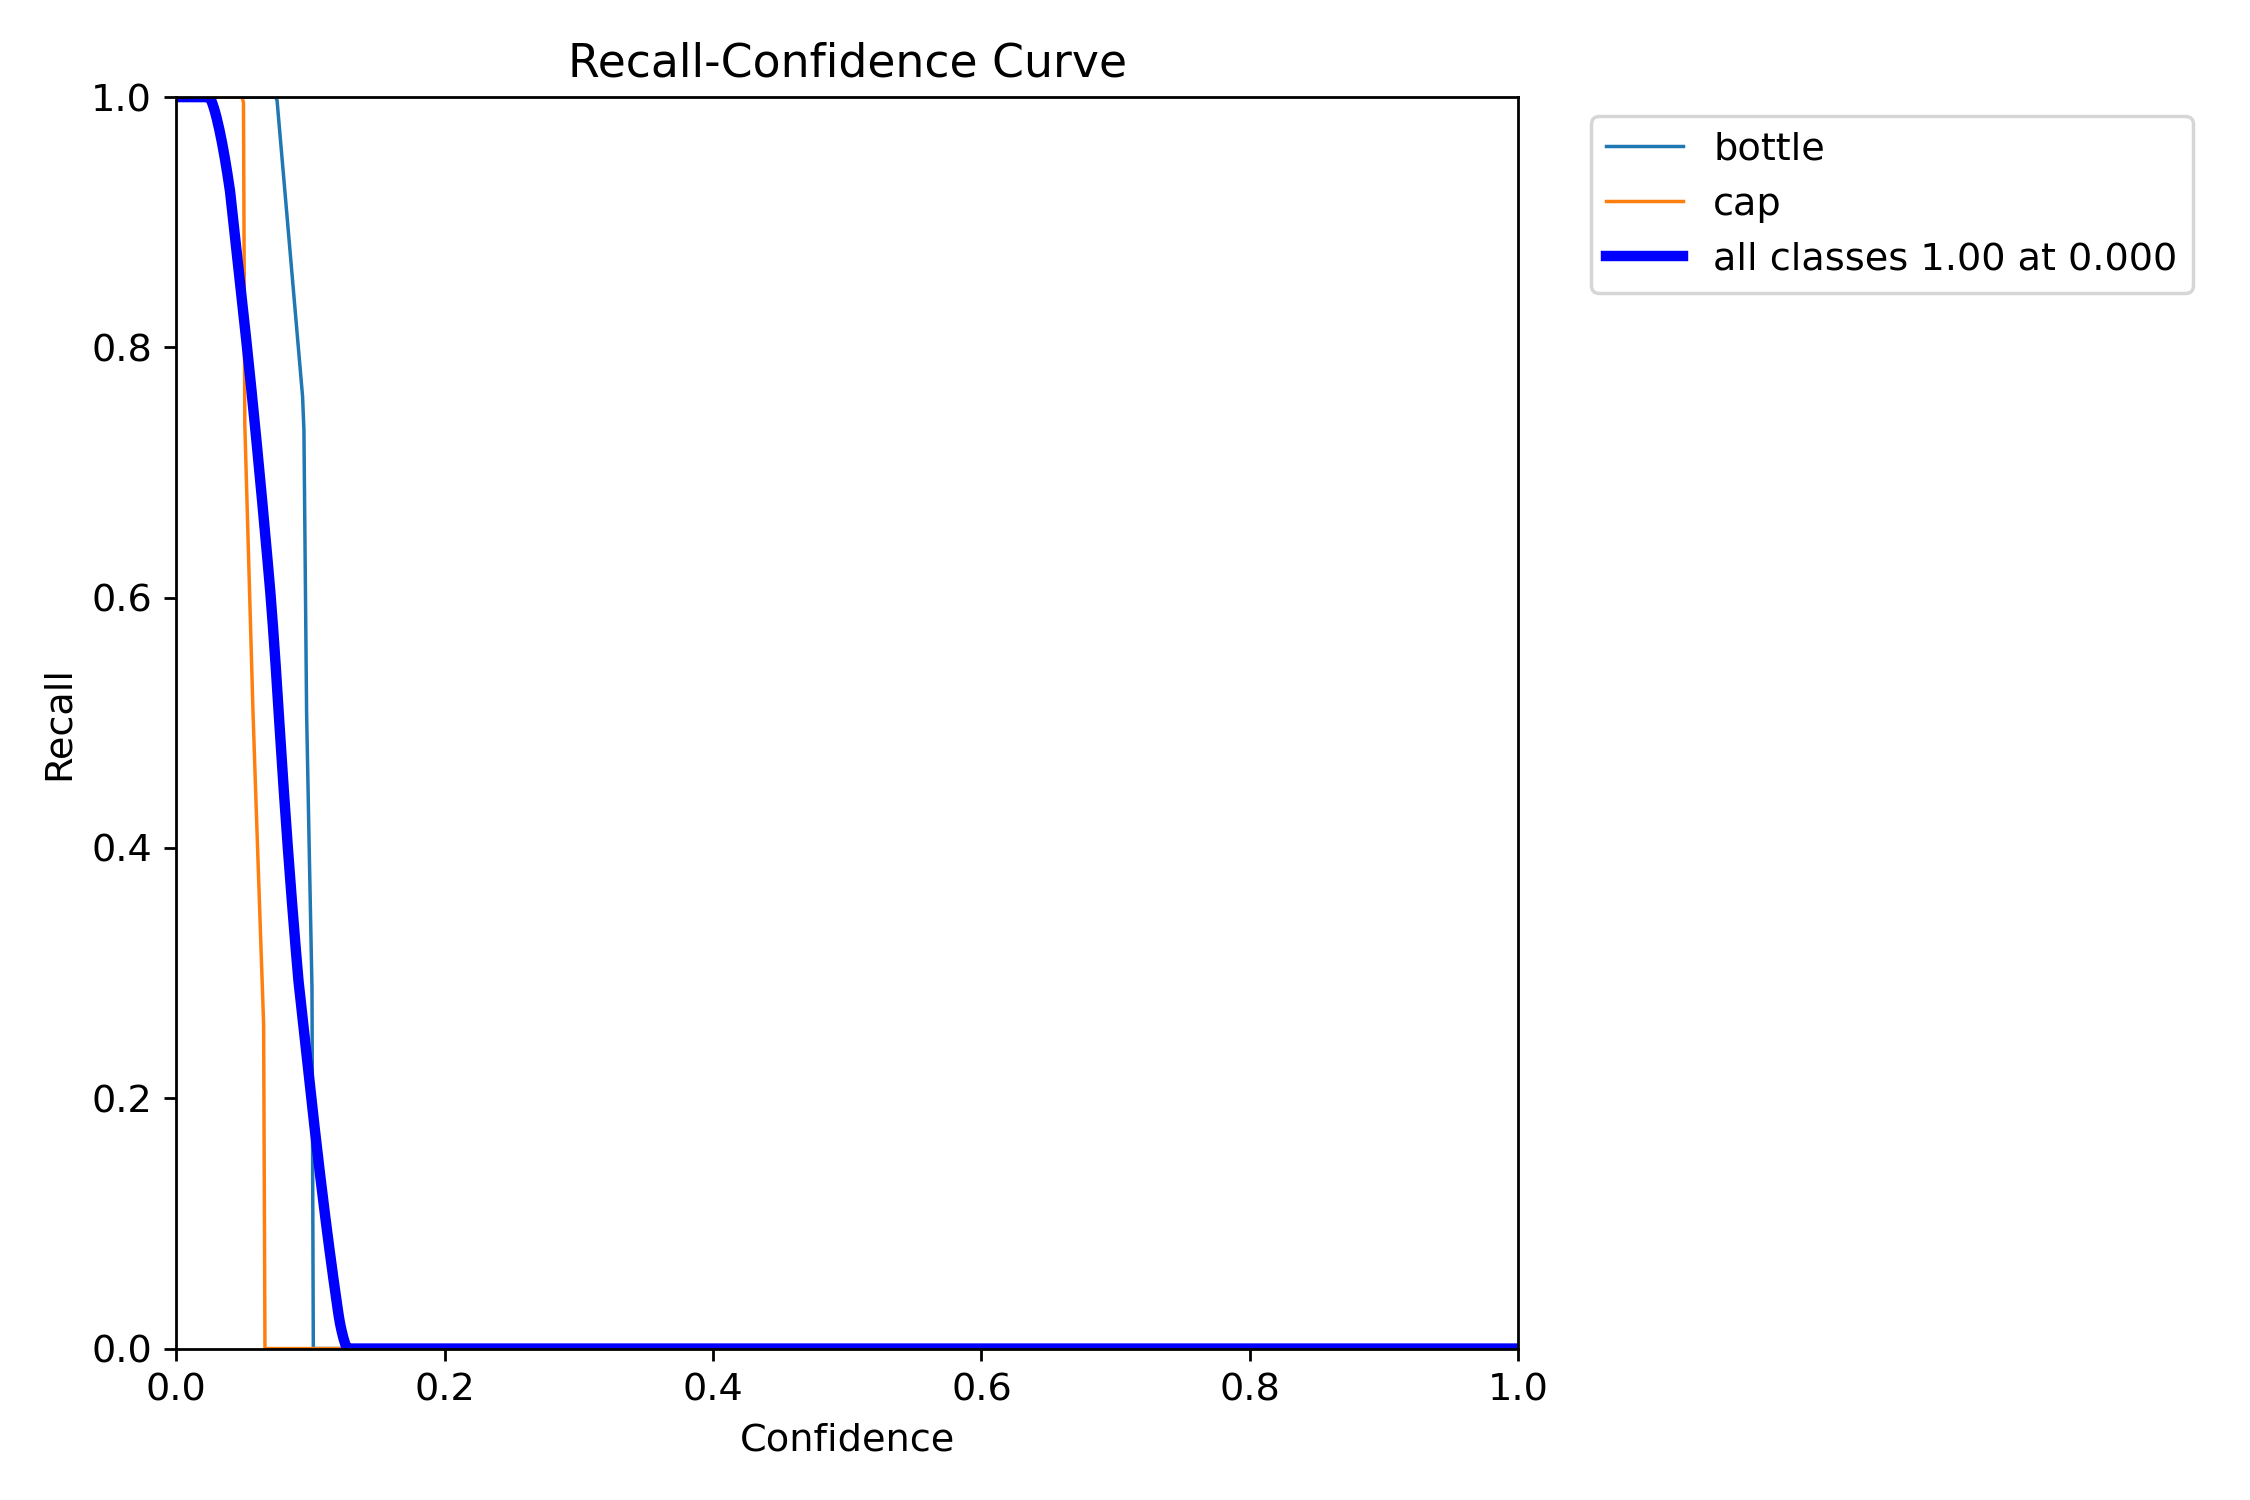 Recall-Confidence Curve
1.0
0.8
0.6
0.4
0.2
0.0
Recall
0.0 0.2 0.4 0.6 0.8 1.0
Confidence
bottle
cap
all classes 1.00 at 0.000